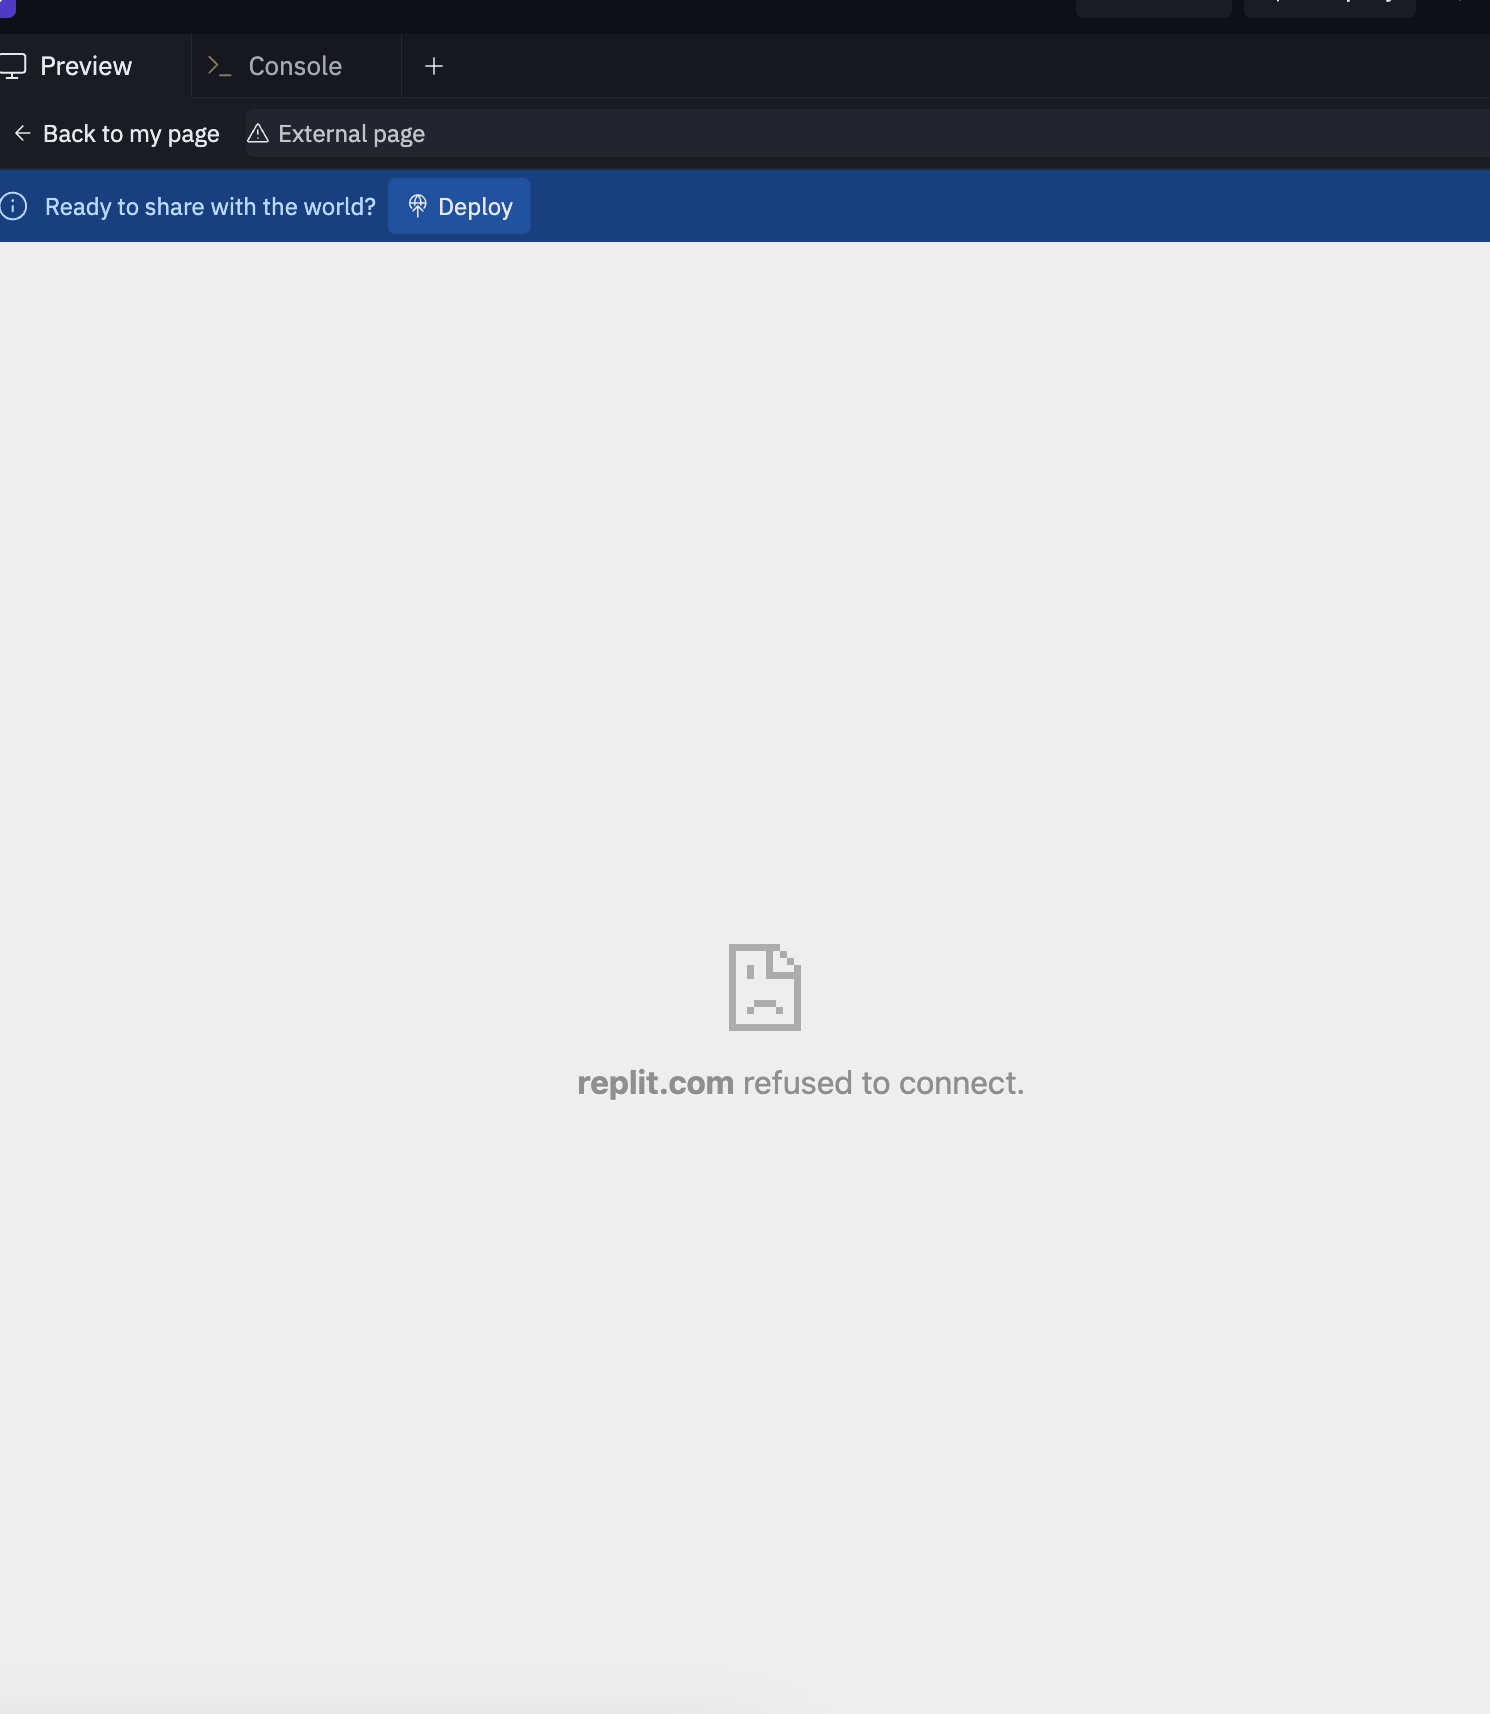 Preview
Console
Back to my page
External page
Ready to share with the world?
Deploy
replit.com refused to connect.